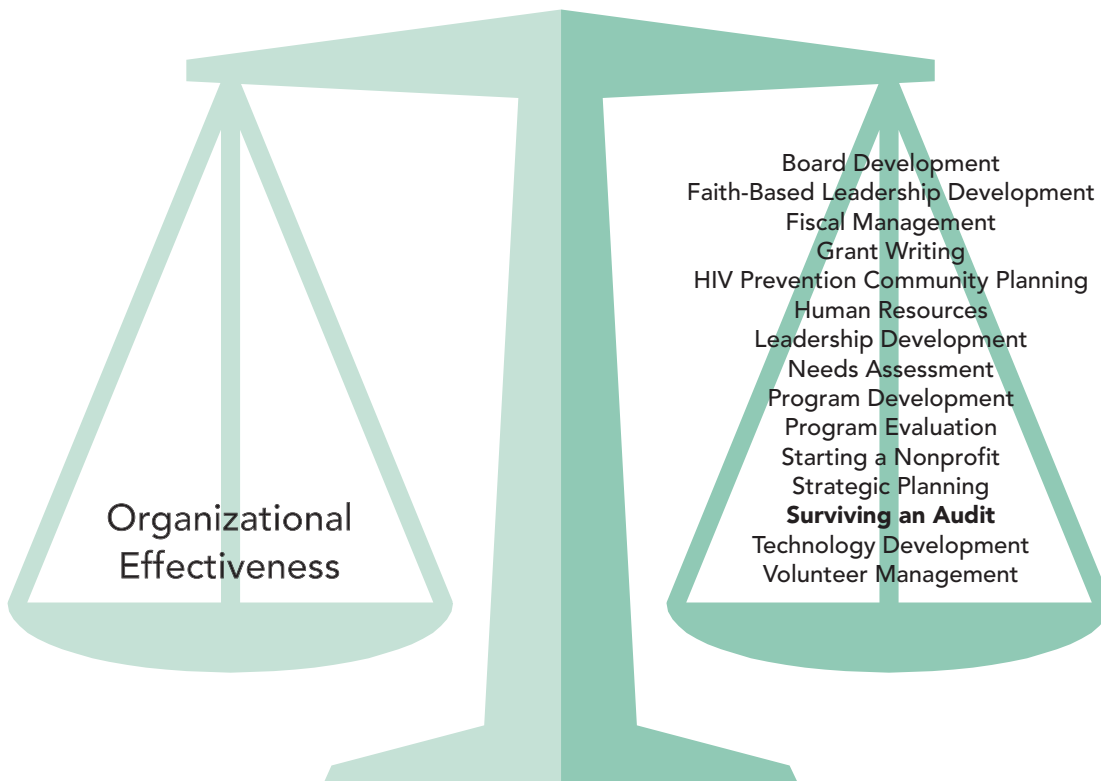 Board Development
Faith-Based Leadership Development
Fiscal Management
Grant Writing
HIV Prevention Community Planning
Human Resources
Leadership Development
Needs Assessment
Program Development
Program Evaluation
Starting a Nonprofit
Strategic Planning
Surviving an Audit
Technology Development
Volunteer Management
Organizational
Effectiveness